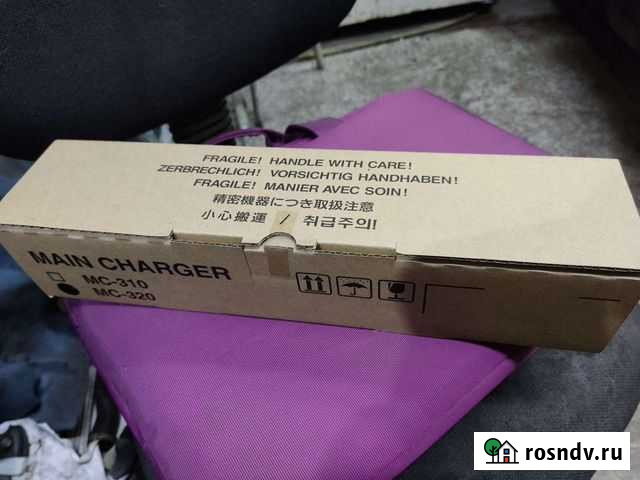 FRAGILE! HANDLE WITH CARE!
ZERBRECHLICH! VORSICHTIG HANDHABEN!
FRAGILE! MANIER AVEC SOIN!
精密機器につき取扱注意
小心搬運 / 취급주의!
MAIN CHARGER
MC-310
MC-320
rosndv.ru